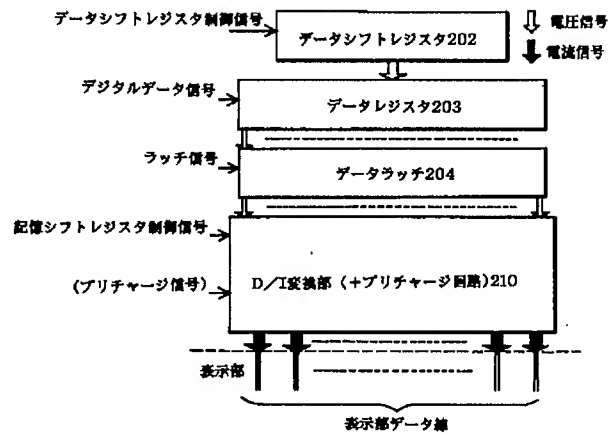 データシフトレジスタ制御信号
データシフトレジスタ202
電圧信号
電流信号
デジタルデータ信号
データレジスタ203
ラッチ信号
データラッチ204
記憶シフトレジスタ制御信号
(プリチャージ信号)
D/I変換部(+プリチャージ回路)210
表示部
表示部データ線